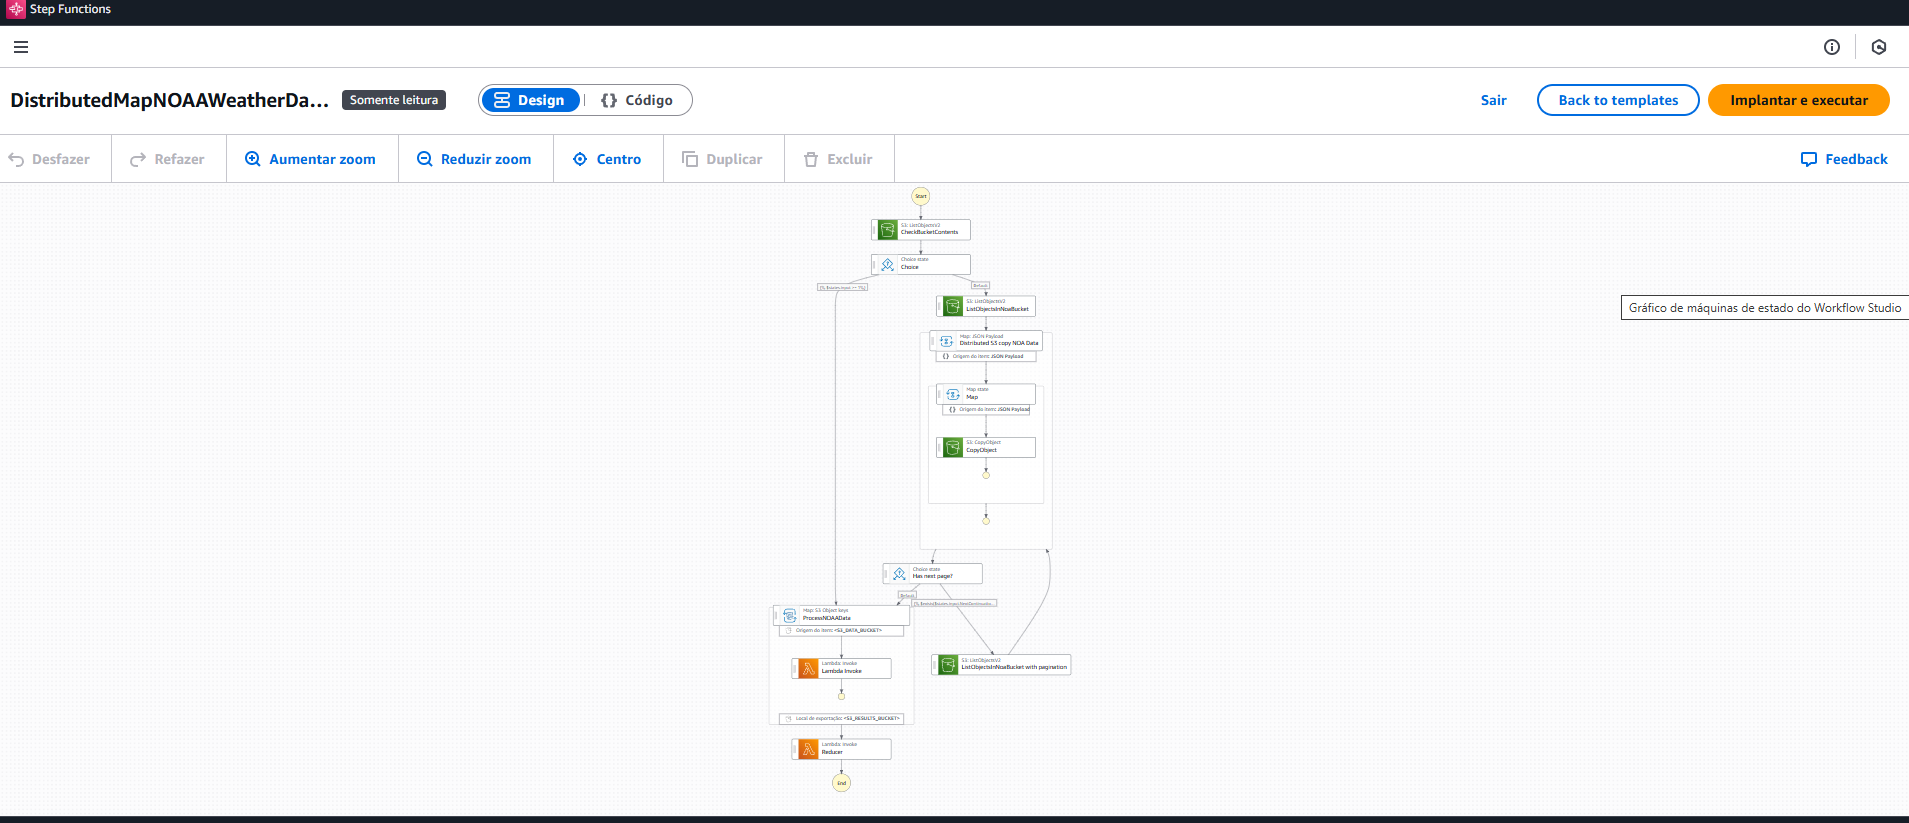 Step Functions
DistributedMapNOAAWeatherDa...
Somente leitura
Design
{} Código
Sair
Back to templates
Implantar e executar
Desfazer
Refazer
Aumentar zoom
Reduzir zoom
Centro
Duplicar
Excluir
Feedback
Start
S3: ListObjectsV2
CheckBucketContents
Choice state
Choice
Default
S3: ListObjectsV2
ListObjectsInNoaBucket
Gráfico de máquinas de estado do Workflow Studio
Map: JSON Payload
Distributed S3 copy NOA Data
{} Origem do item: JSON Payload
Map state
Map
{} Origem do item: JSON Payload
S3: CopyObject
CopyObject
Choice state
Has next page?
Default
Map: S3 Object keys
ProcessNOAAData
Origem do item: <S3_DATA_BUCKET>
Lambda: Invoke
Lambda Invoke
S3: ListObjectsV2
ListObjectsInNoaBucket with pagination
Local de exportação: <S3_RESULTS_BUCKET>
Lambda: Invoke
Reducer
End